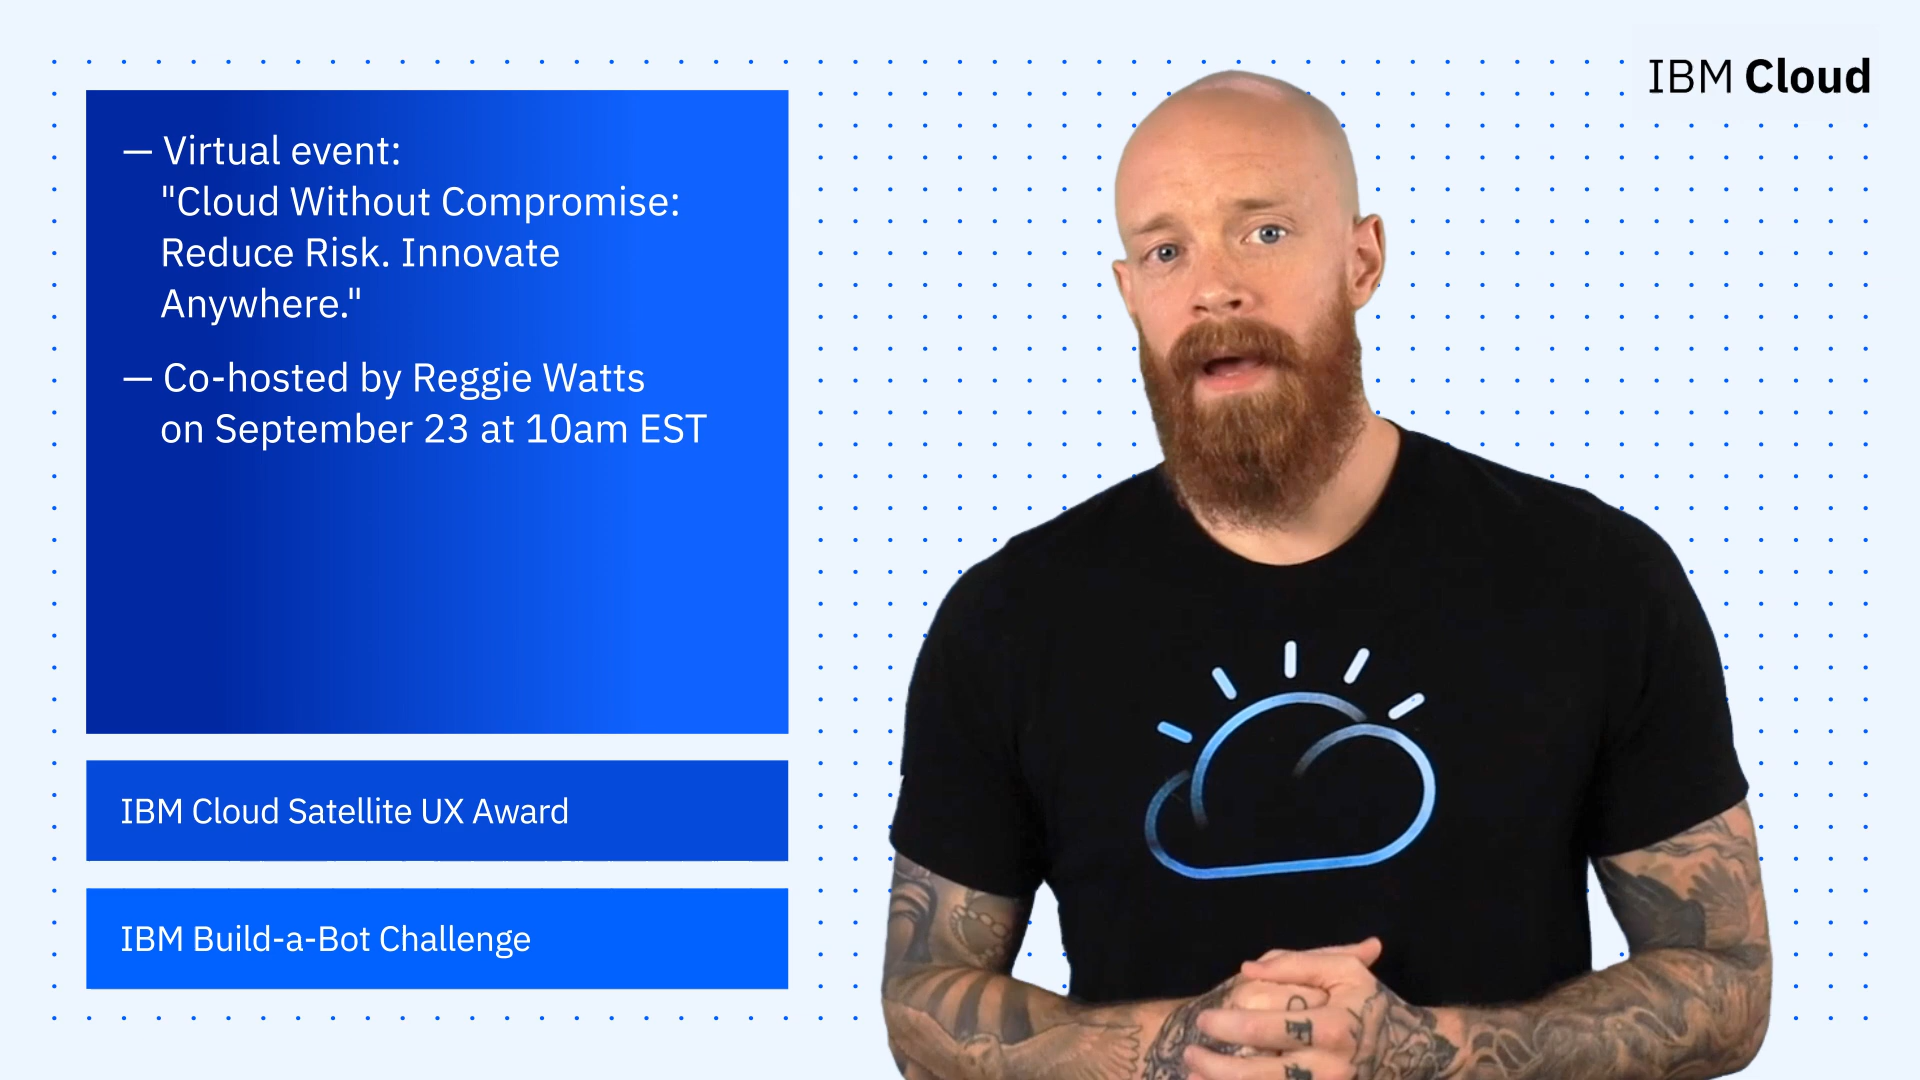 IBM Cloud
— Virtual event:
"Cloud Without Compromise:
Reduce Risk. Innovate
Anywhere."
— Co-hosted by Reggie Watts
on September 23 at 10am EST
IBM Cloud Satellite UX Award
IBM Build-a-Bot Challenge